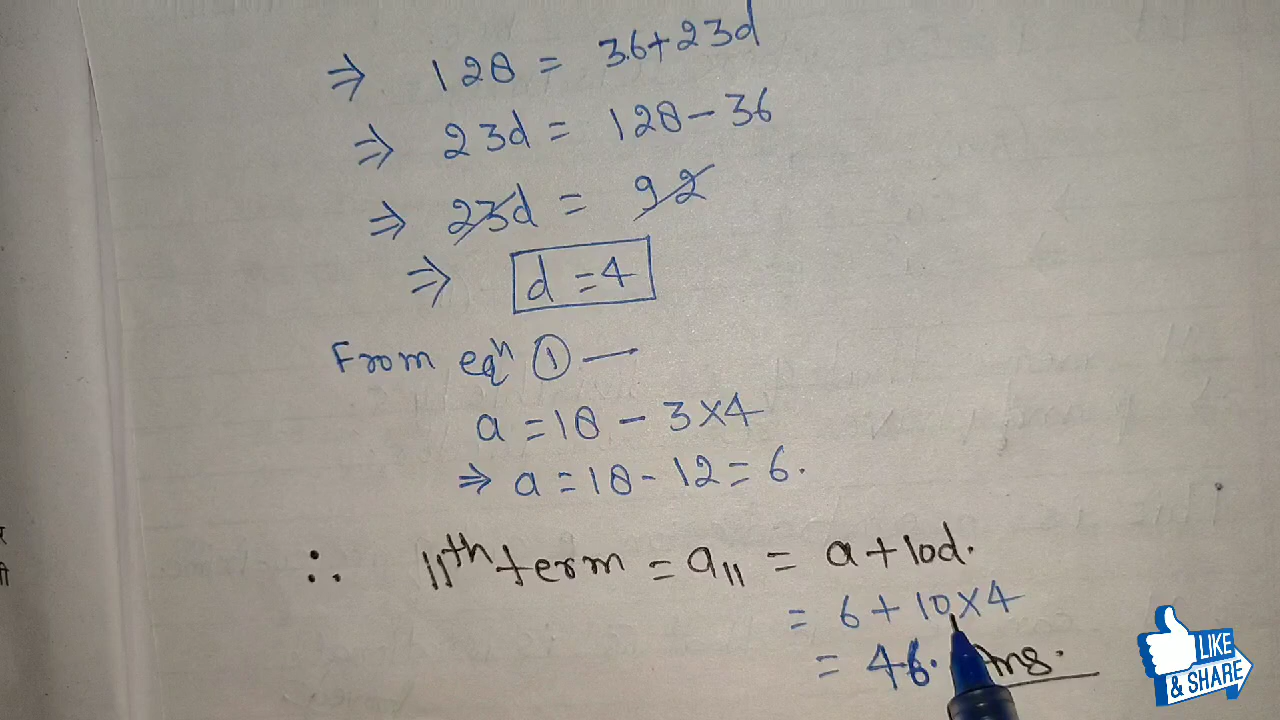 ⇒ 128 = 36+23d
⇒ 23d = 128-36
⇒ 23d = 92
⇒ d = 4
From eqⁿ ① —
a = 18 - 3×4
⇒ a = 18 - 12 = 6.
∴ 11th term = a₁₁ = a+10d.
= 6+10×4
= 46. Ans.
LIKE
& SHARE